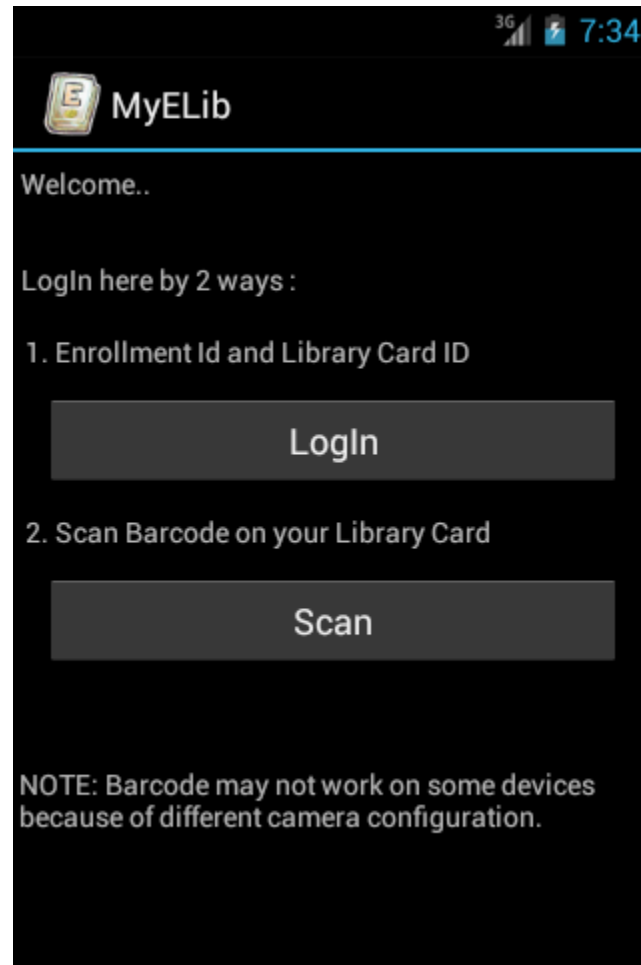 3G 7:34
E MyELib
Welcome..
LogIn here by 2 ways :
1. Enrollment Id and Library Card ID
LogIn
2. Scan Barcode on your Library Card
Scan
NOTE: Barcode may not work on some devices
because of different camera configuration.